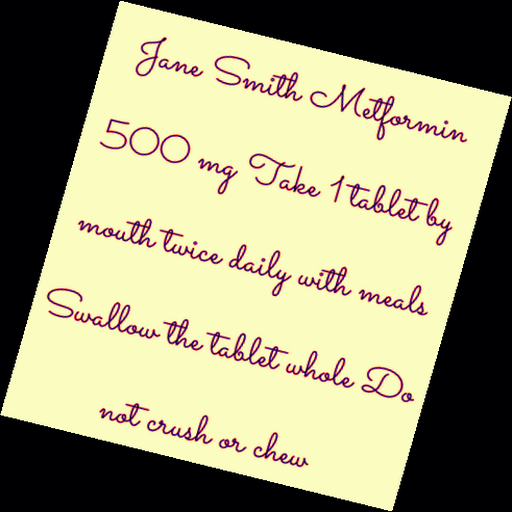 Jane Smith Metformin
500 mg Take 1 tablet by
mouth twice daily with meals
Swallow the tablet whole Do
not crush or chew